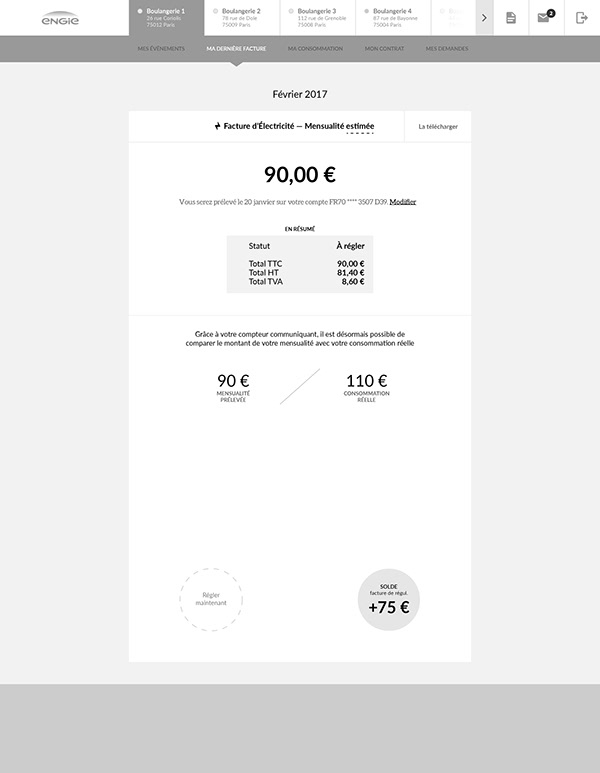 ENGIE
Boulangerie 1
26 rue Coriolis
75012 Paris
Boulangerie 2
78 rue de Dole
75009 Paris
Boulangerie 3
112 rue de Grenoble
75008 Paris
Boulangerie 4
87 rue de Bayonne
75004 Paris
2
MES ÉVÉNEMENTS
MA DERNIÈRE FACTURE
MA CONSOMMATION
MON CONTRAT
MES DEMANDES
Février 2017
Facture d'Électricité — Mensualité estimée
La télécharger
90,00 €
Vous serez prélevé le 20 janvier sur votre compte FR70 **** 3507 D39. Modifier
EN RÉSUMÉ
Statut À régler
Total TTC 90,00 €
Total HT 81,40 €
Total TVA 8,60 €
Grâce à votre compteur communiquant, il est désormais possible de
comparer le montant de votre mensualité avec votre consommation réelle
90 €
MENSUALITÉ
PRÉLEVÉE
110 €
CONSOMMATION
RÉELLE
Régler
maintenant
SOLDE
facture de régul.
+75 €